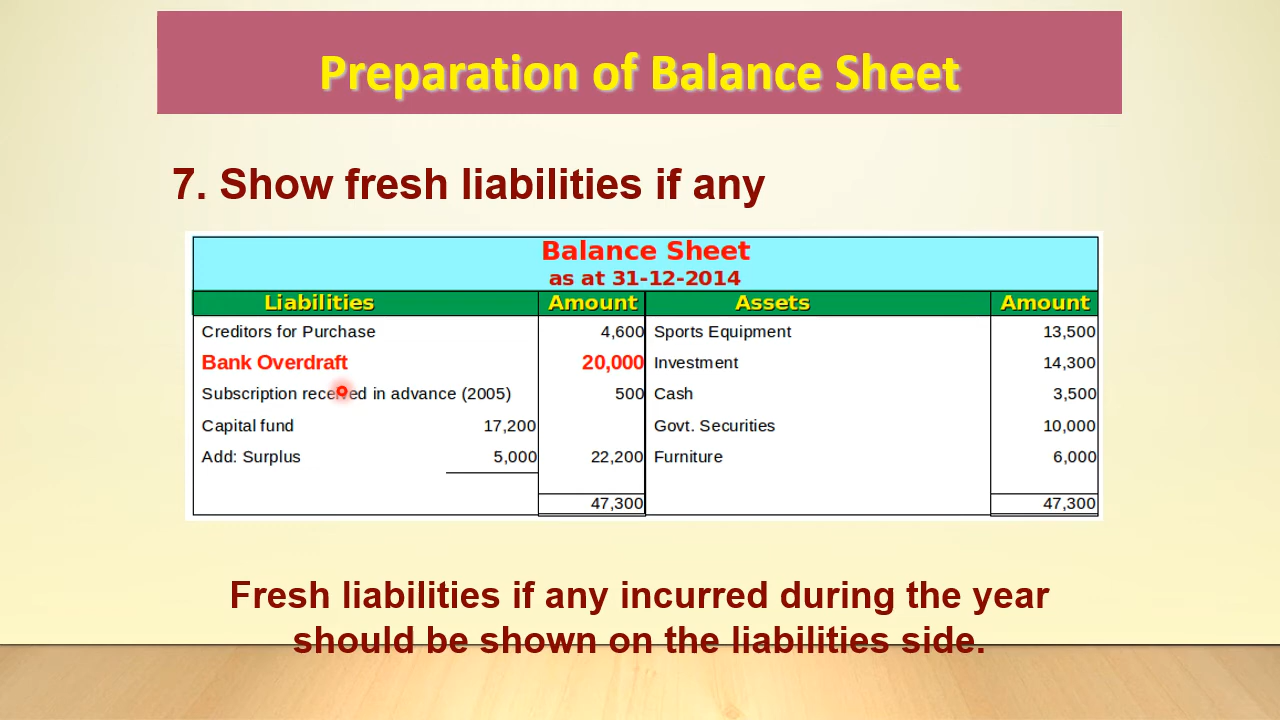 Preparation of Balance Sheet
7. Show fresh liabilities if any
Balance Sheet
as at 31-12-2014
Liabilities Amount Assets Amount
Creditors for Purchase 4,600 Sports Equipment 13,500
Bank Overdraft 20,000 Investment 14,300
Subscription received in advance (2005) 500 Cash 3,500
Capital fund 17,200 Govt. Securities 10,000
Add: Surplus 5,000 22,200 Furniture 6,000
47,300 47,300
Fresh liabilities if any incurred during the year
should be shown on the liabilities side.